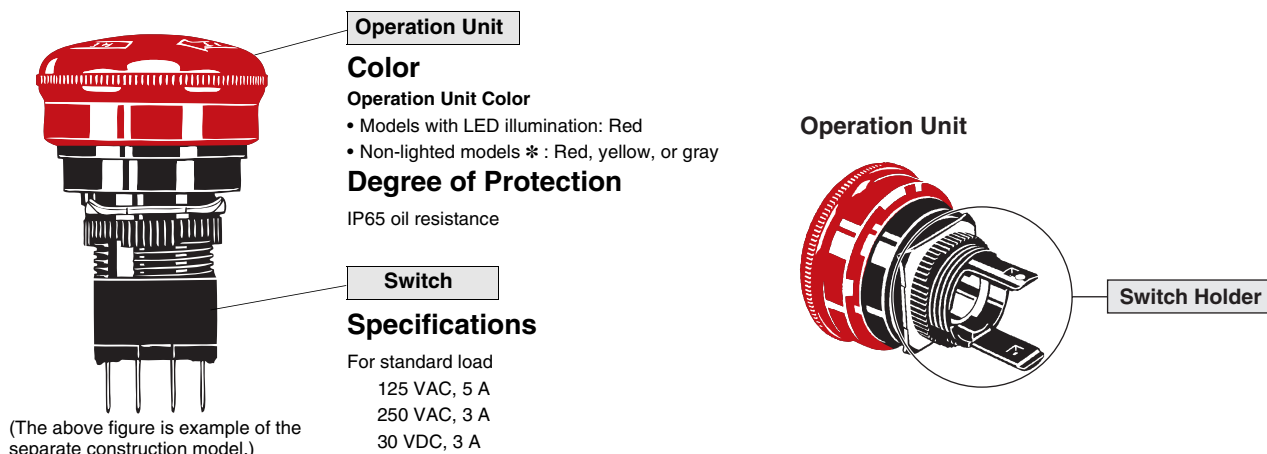 Operation Unit
Color
Operation Unit Color
• Models with LED illumination: Red
• Non-lighted models ✻ : Red, yellow, or gray
Degree of Protection
IP65 oil resistance
Switch
Specifications
For standard load
125 VAC, 5 A
250 VAC, 3 A
30 VDC, 3 A
(The above figure is example of the
separate construction model.)
Operation Unit
Switch Holder